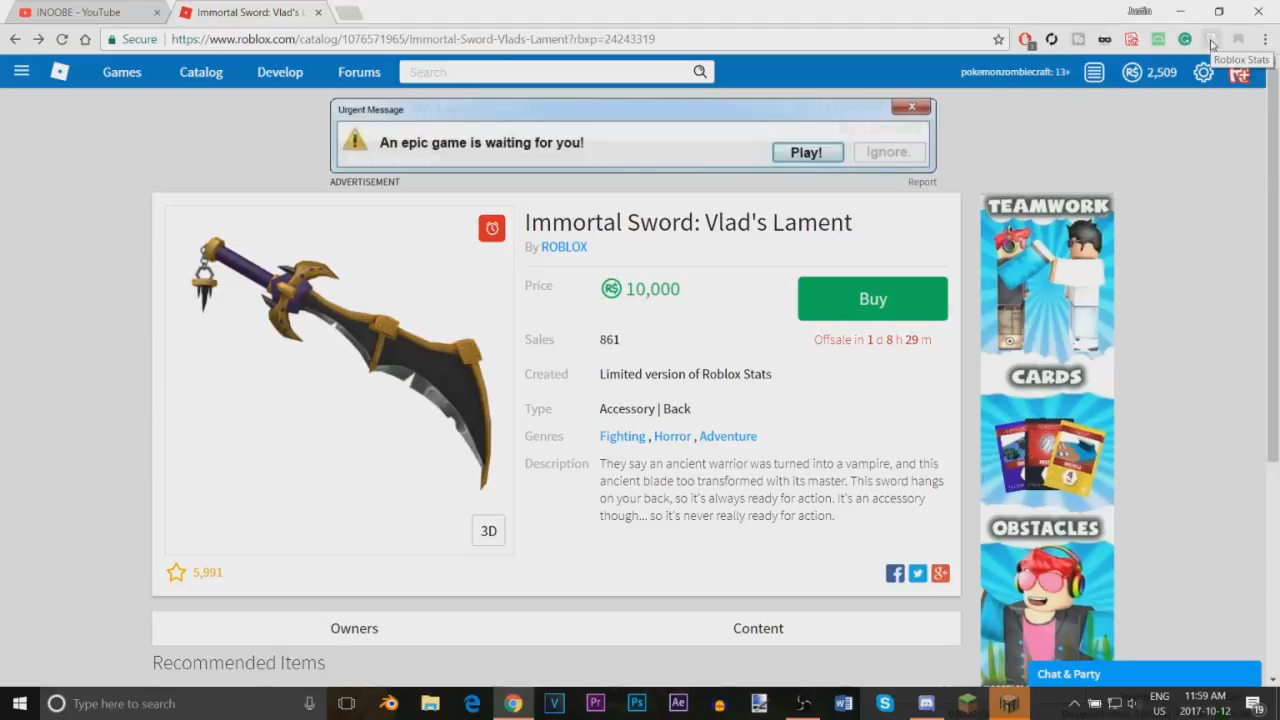 INOOBE - YouTube
Immortal Sword: Vlad's L
Justin
Secure
https://www.roblox.com/catalog/1076571965/Immortal-Sword-Vlads-Lament?rbxp=24243319
Roblox Stats
Games
Catalog
Develop
Forums
Search
pokemonzombiecraft: 13+
R$ 2,509
Urgent Message
An epic game is waiting for you!
Play!
Ignore.
ADVERTISEMENT
Report
Immortal Sword: Vlad's Lament
By ROBLOX
Price
R$ 10,000
Buy
Sales
861
Offsale in 1 d 8 h 29 m
Created
Limited version of Roblox Stats
Type
Accessory | Back
Genres
Fighting , Horror , Adventure
Description
They say an ancient warrior was turned into a vampire, and this
ancient blade too transformed with its master. This sword hangs
on your back, so it's always ready for action. It's an accessory
though... so it's never really ready for action.
3D
5,991
Owners
Content
Recommended Items
TEAMWORK
CARDS
OBSTACLES
Chat & Party
Type here to search
ENG
US
11:59 AM
2017-10-12
19